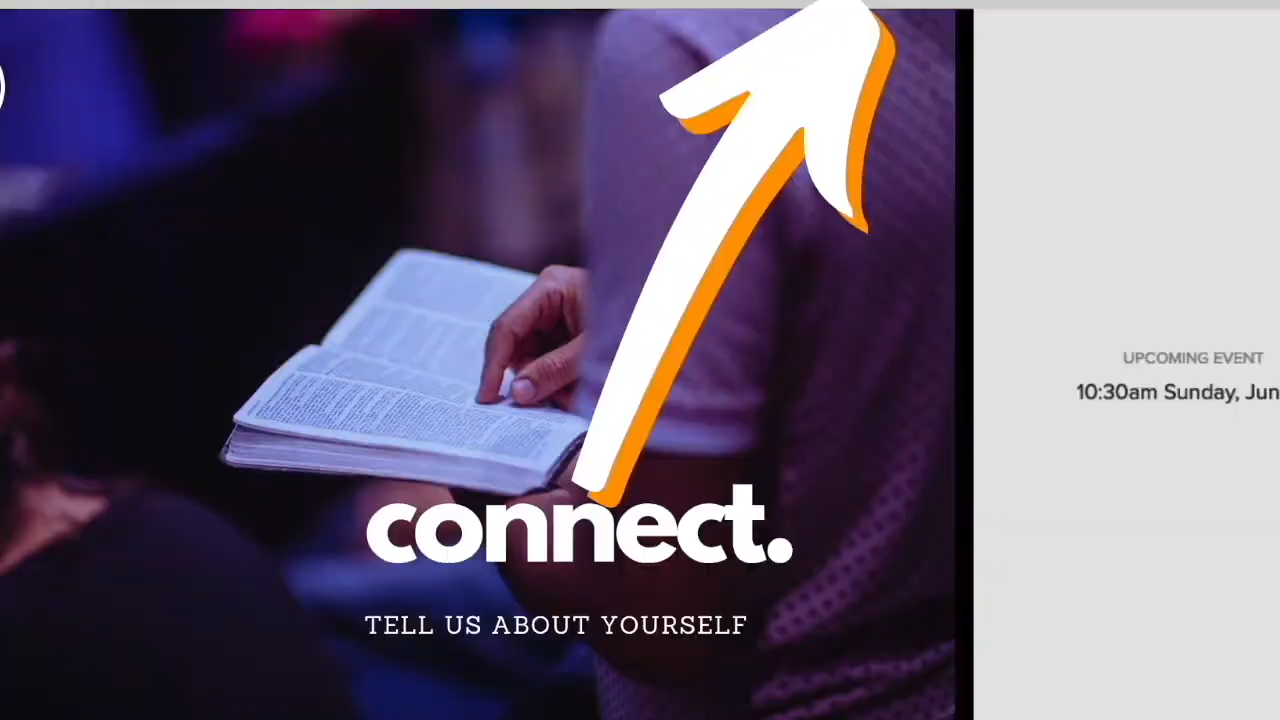 connect.
TELL US ABOUT YOURSELF
UPCOMING EVENT
10:30am Sunday, Jun